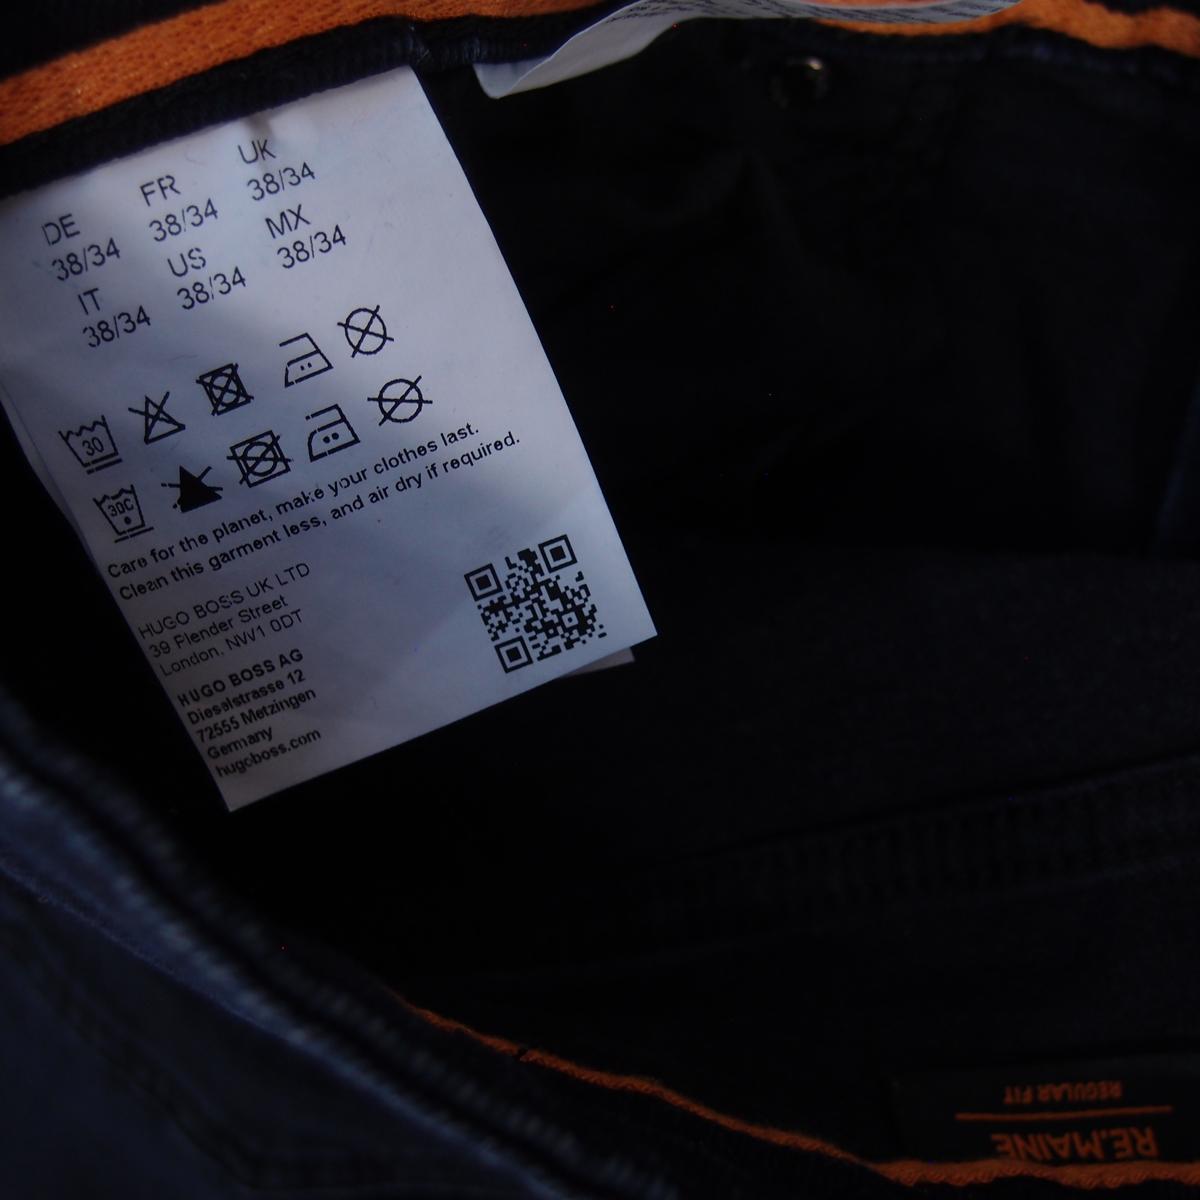 DE FR UK
38/34 38/34 38/34
IT US MX
38/34 38/34 38/34
30
30C
Care for the planet, make your clothes last.
Clean this garment less, and air dry if required.
HUGO BOSS UK LTD
39 Plender Street
London, NW1 0DT
HUGO BOSS AG
Dieselstrasse 12
72555 Metzingen
Germany
hugoboss.com
RE.MAINE
REGULAR FIT